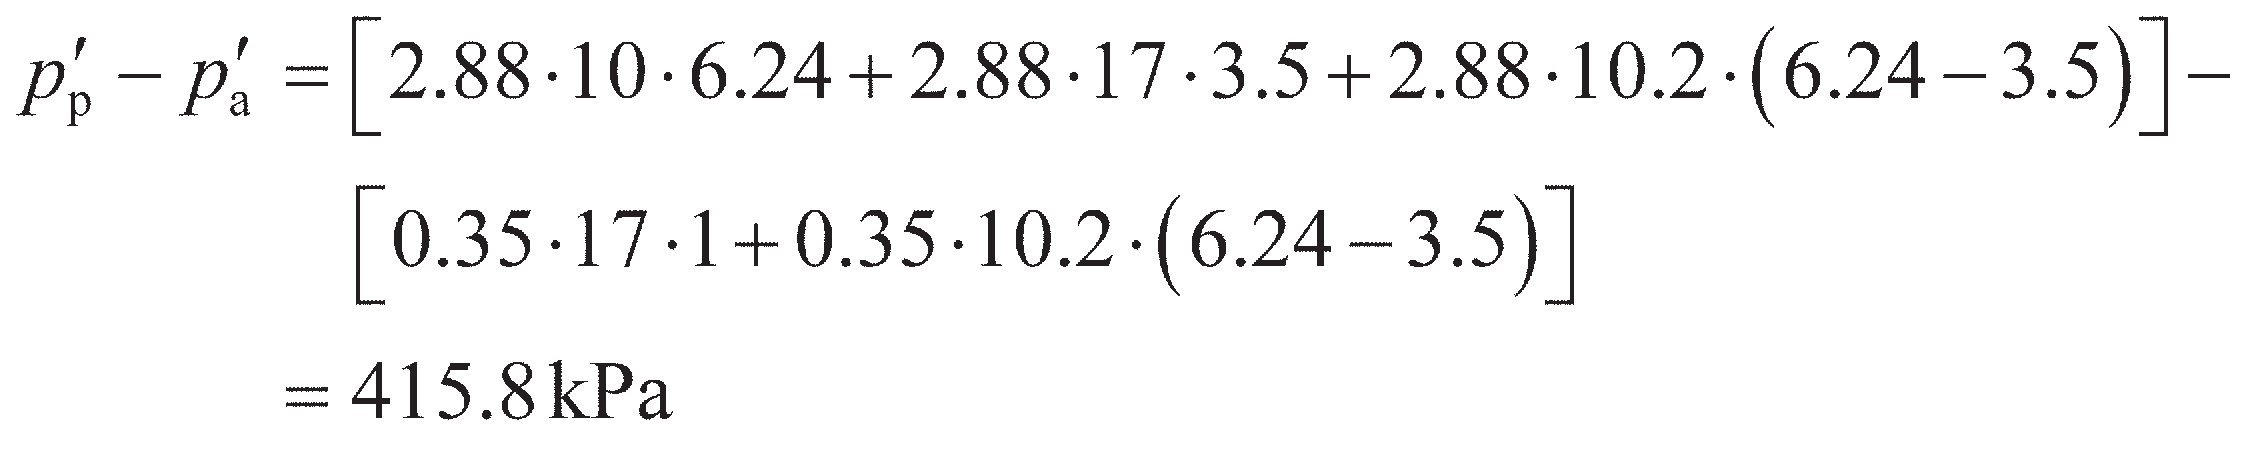 p′p − p′a = [2.88·10·6.24+2.88·17·3.5+2.88·10.2·(6.24−3.5)]−
[0.35·17·1+0.35·10.2·(6.24−3.5)]
= 415.8 kPa